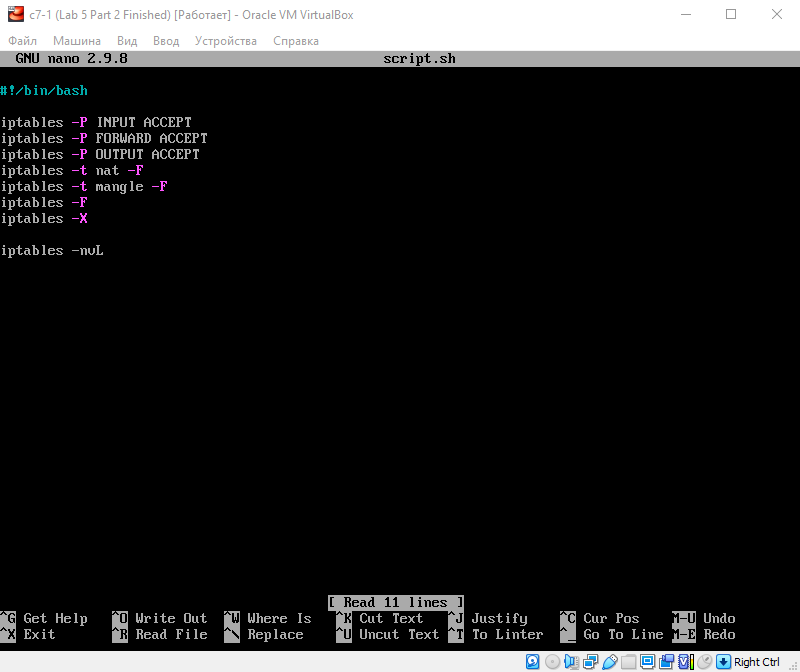 c7-1 (Lab 5 Part 2 Finished) [Работает] - Oracle VM VirtualBox
Файл Машина Вид Ввод Устройства Справка
GNU nano 2.9.8 script.sh
#!/bin/bash
iptables -P INPUT ACCEPT
iptables -P FORWARD ACCEPT
iptables -P OUTPUT ACCEPT
iptables -t nat -F
iptables -t mangle -F
iptables -F
iptables -X
iptables -nvL
[ Read 11 lines ]
^G Get Help ^O Write Out ^W Where Is ^K Cut Text ^J Justify ^C Cur Pos M-U Undo
^X Exit ^R Read File ^\ Replace ^U Uncut Text ^T To Linter ^_ Go To Line M-E Redo
Right Ctrl